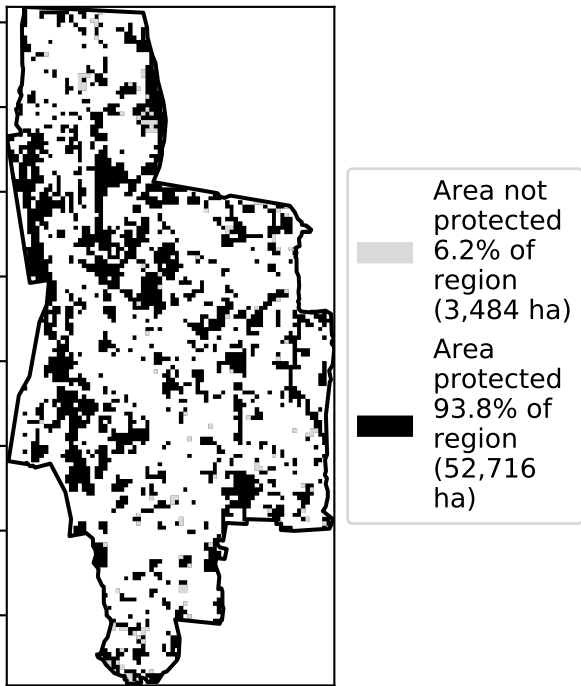 Area not
protected
6.2% of
region
(3,484 ha)
Area
protected
93.8% of
region
(52,716
ha)